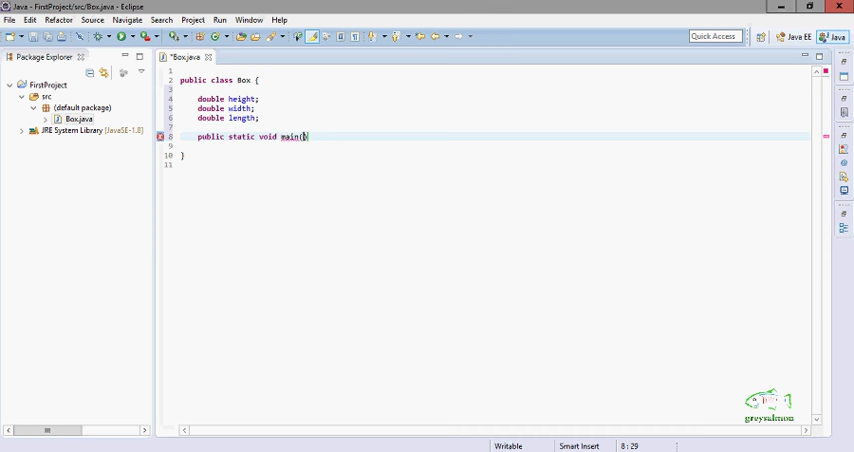 Java - FirstProject/src/Box.java - Eclipse
File Edit Refactor Source Navigate Search Project Run Window Help
Quick Access Java EE Java
Package Explorer *Box.java
FirstProject
src
(default package)
Box.java
JRE System Library [JavaSE-1.8]
1
2 public class Box {
3
4 double height;
5 double width;
6 double length;
7
8 public static void main()
9
10 }
11
greysalmon
Writable Smart Insert 8 : 29